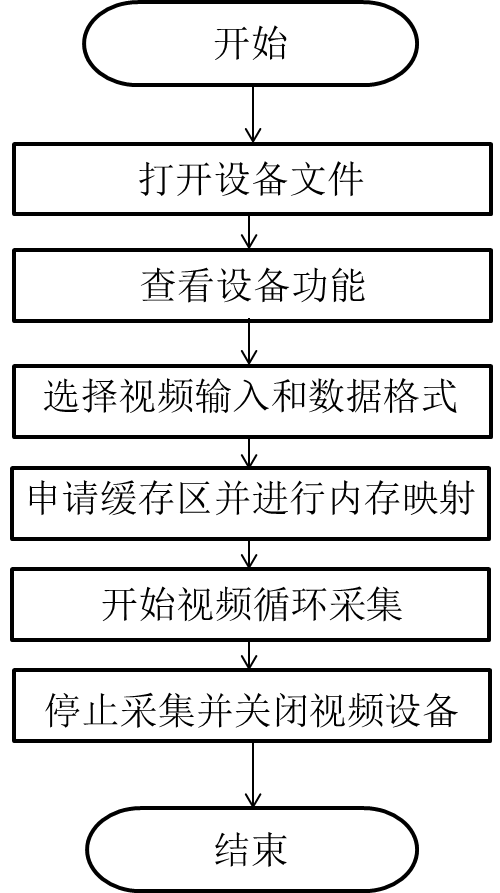 开始
打开设备文件
查看设备功能
选择视频输入和数据格式
申请缓存区并进行内存映射
开始视频循环采集
停止采集并关闭视频设备
结束